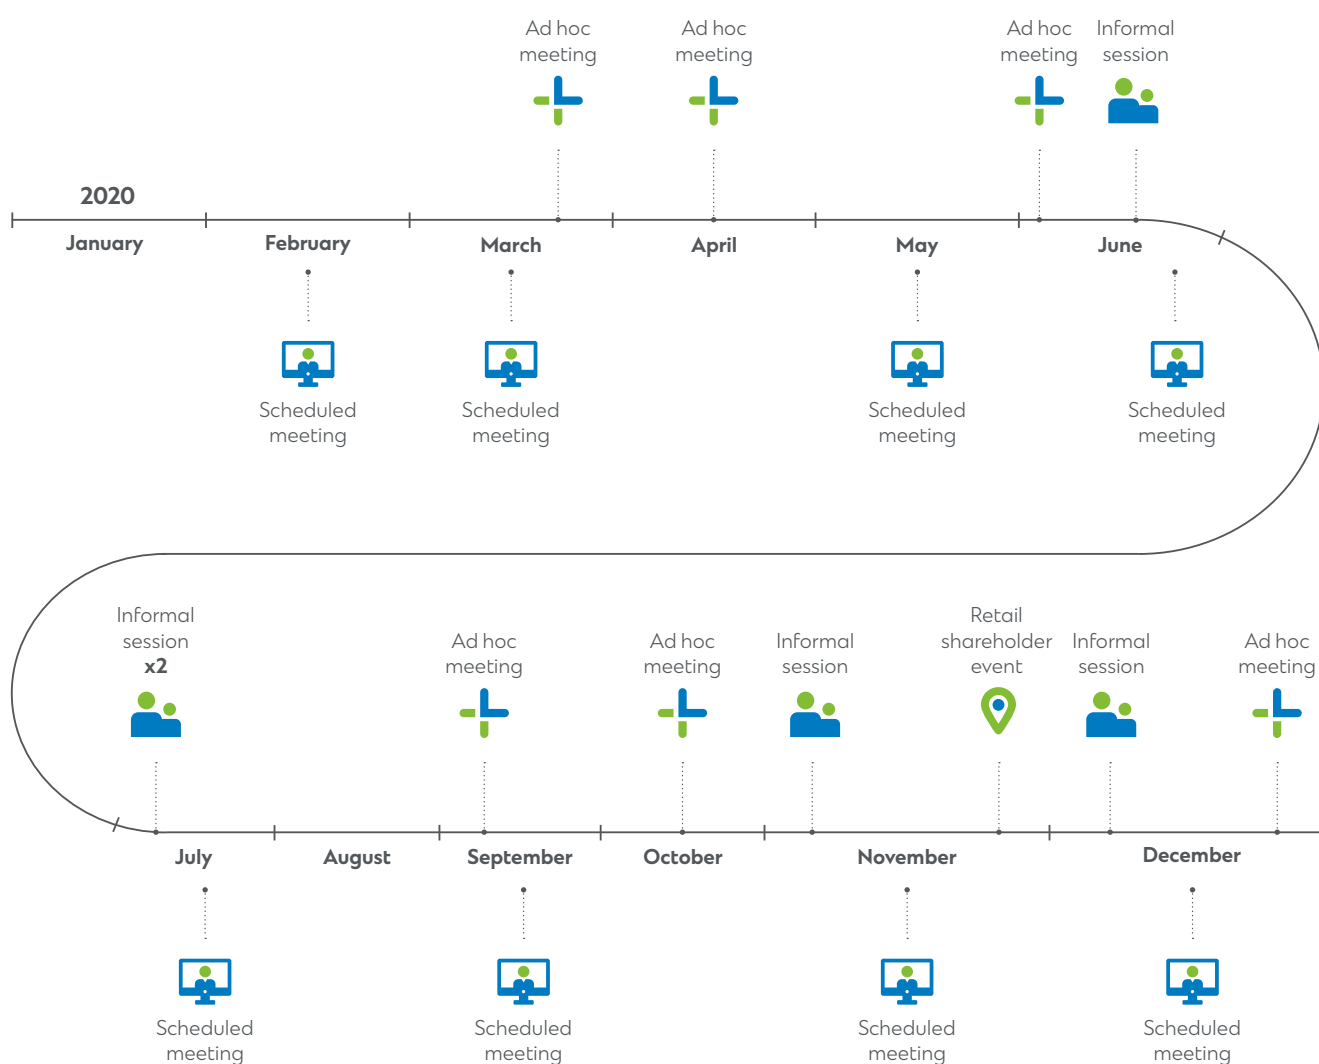 Ad hoc
meeting
Ad hoc
meeting
Ad hoc
meeting
Informal
session
2020
January
February
March
April
May
June
Scheduled
meeting
Scheduled
meeting
Scheduled
meeting
Scheduled
meeting
Informal
session
x2
Ad hoc
meeting
Ad hoc
meeting
Informal
session
Retail
shareholder
event
Informal
session
Ad hoc
meeting
July
August
September
October
November
December
Scheduled
meeting
Scheduled
meeting
Scheduled
meeting
Scheduled
meeting